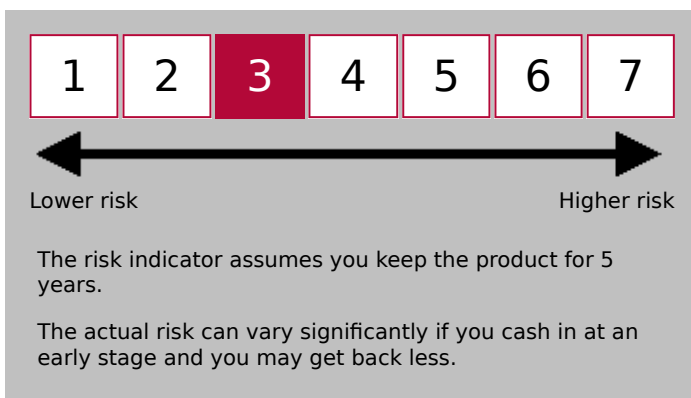 1 2 3 4 5 6 7
Lower risk Higher risk
The risk indicator assumes you keep the product for 5
years.
The actual risk can vary significantly if you cash in at an
early stage and you may get back less.